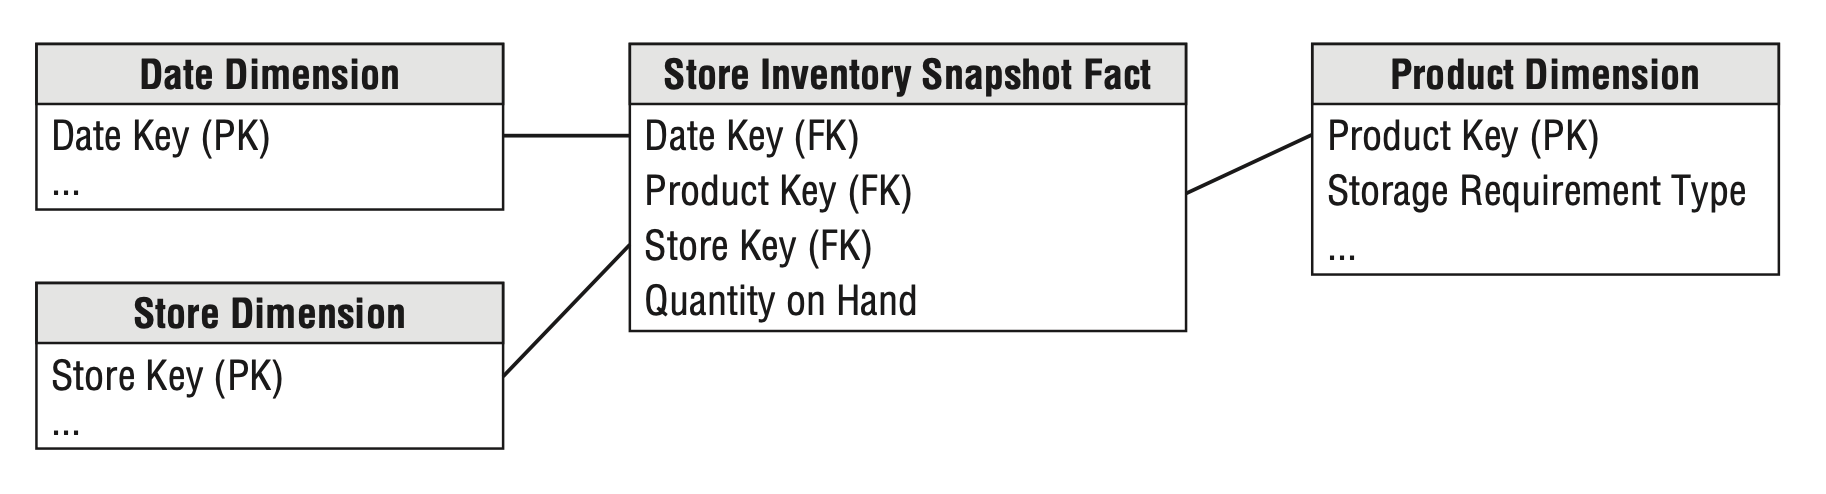 Date Dimension
Date Key (PK)
...
Store Dimension
Store Key (PK)
...
Store Inventory Snapshot Fact
Date Key (FK)
Product Key (FK)
Store Key (FK)
Quantity on Hand
Product Dimension
Product Key (PK)
Storage Requirement Type
...